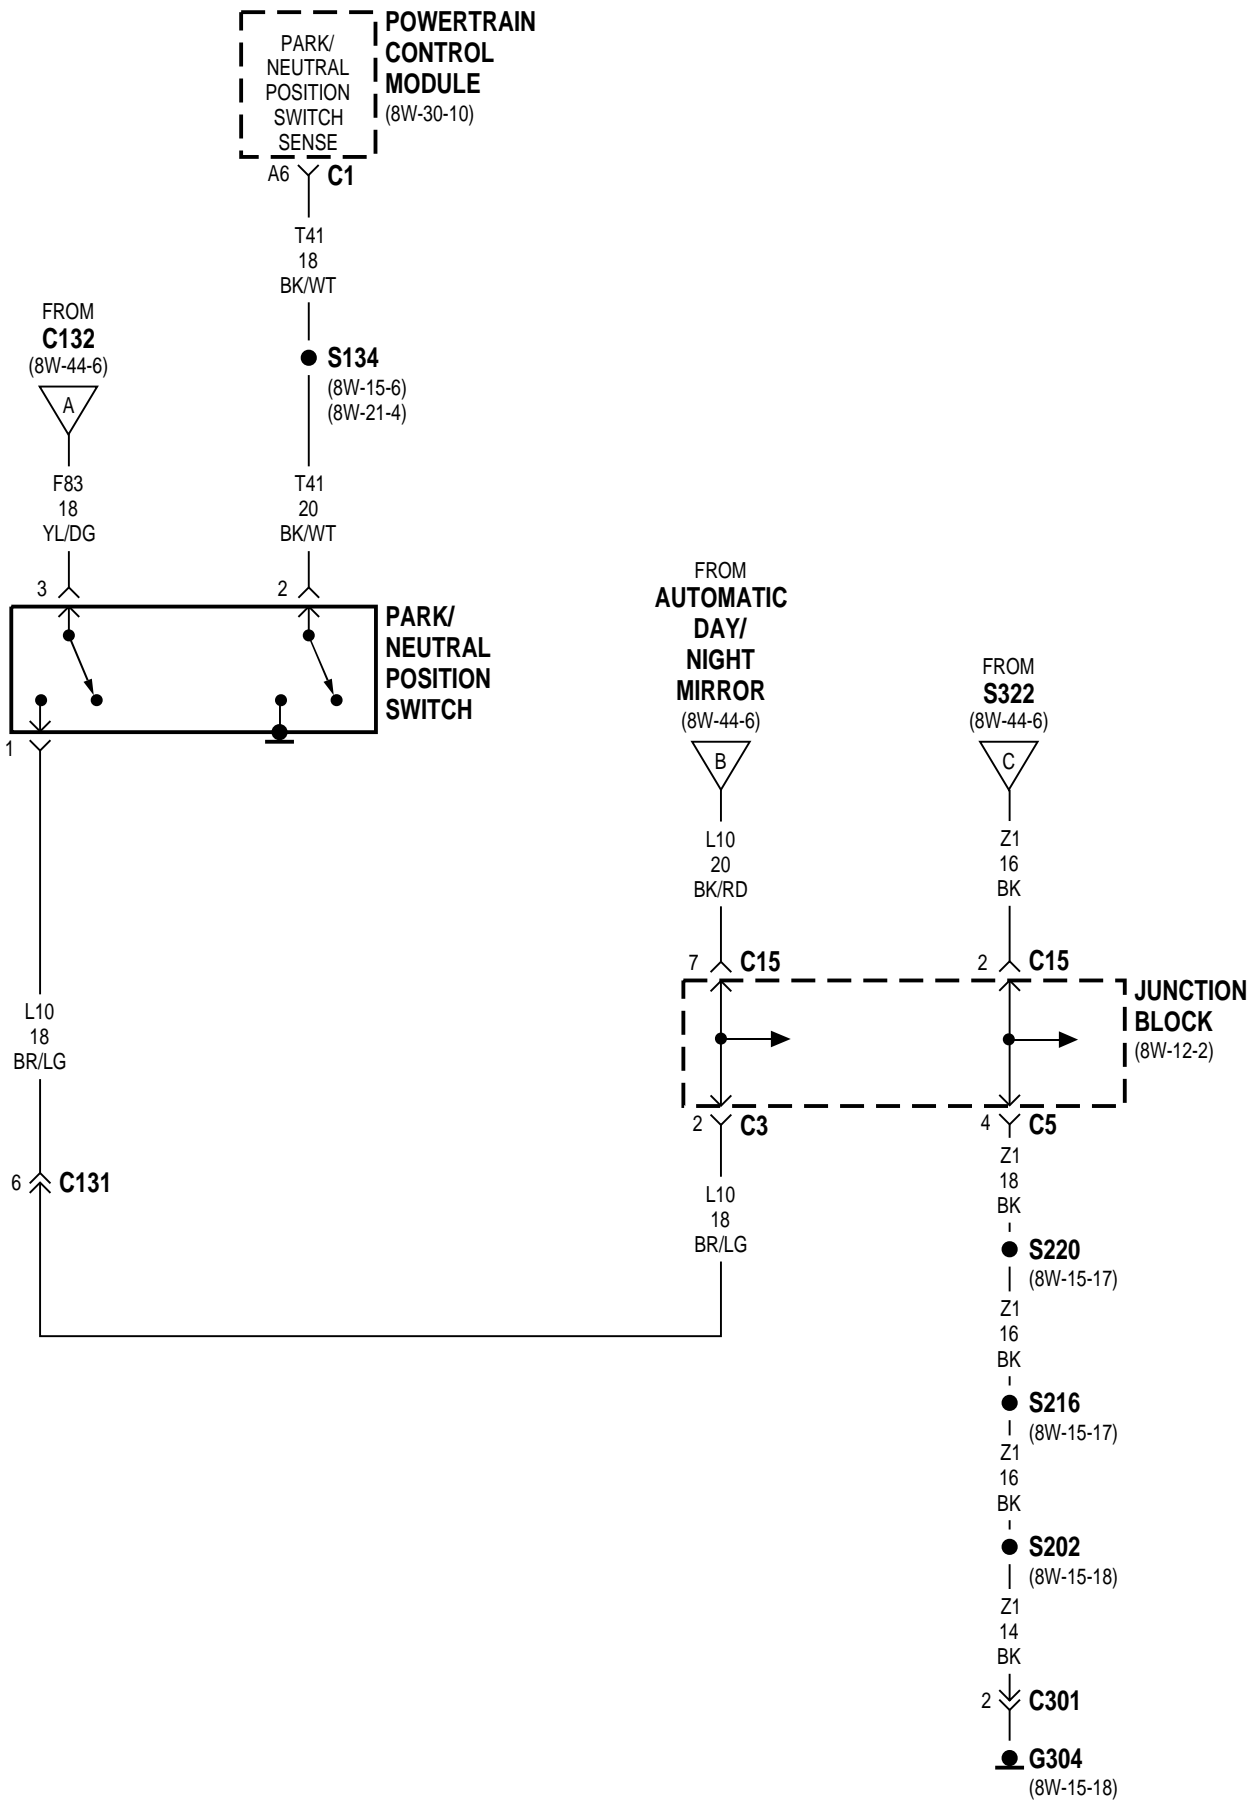 POWERTRAIN
CONTROL
MODULE
(8W-30-10)
PARK/
NEUTRAL
POSITION
SWITCH
SENSE
A6
C1
T41
18
BK/WT
FROM
C132
(8W-44-6)
A
S134
(8W-15-6)
(8W-21-4)
F83
18
YL/DG
T41
20
BK/WT
3
2
PARK/
NEUTRAL
POSITION
SWITCH
1
FROM
AUTOMATIC
DAY/
NIGHT
MIRROR
(8W-44-6)
B
FROM
S322
(8W-44-6)
C
L10
20
BK/RD
Z1
16
BK
7
C15
2
C15
JUNCTION
BLOCK
(8W-12-2)
L10
18
BR/LG
2
C3
4
C5
6
C131
L10
18
BR/LG
Z1
18
BK
S220
(8W-15-17)
Z1
16
BK
S216
(8W-15-17)
Z1
16
BK
S202
(8W-15-18)
Z1
14
BK
2
C301
G304
(8W-15-18)